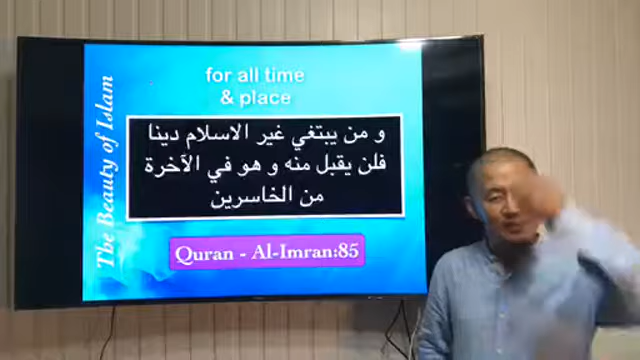 The Beauty of Islam
for all time
& place
و من يبتغي غير الاسلام دينا
فلن يقبل منه و هو في الآخرة
من الخاسرين
Quran - Al-Imran:85